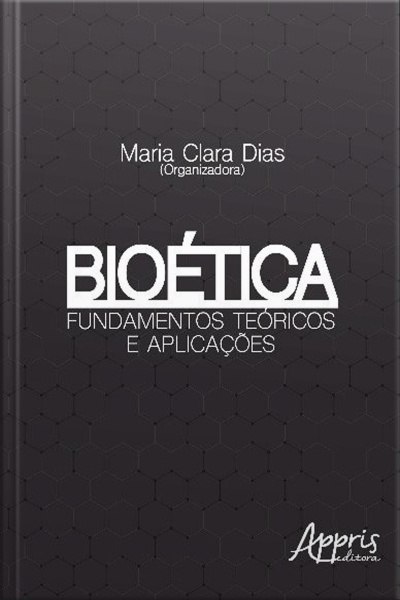 Maria Clara Dias
(Organizadora)
BIOÉTICA
FUNDAMENTOS TEÓRICOS
E APLICAÇÕES
Appris
editora